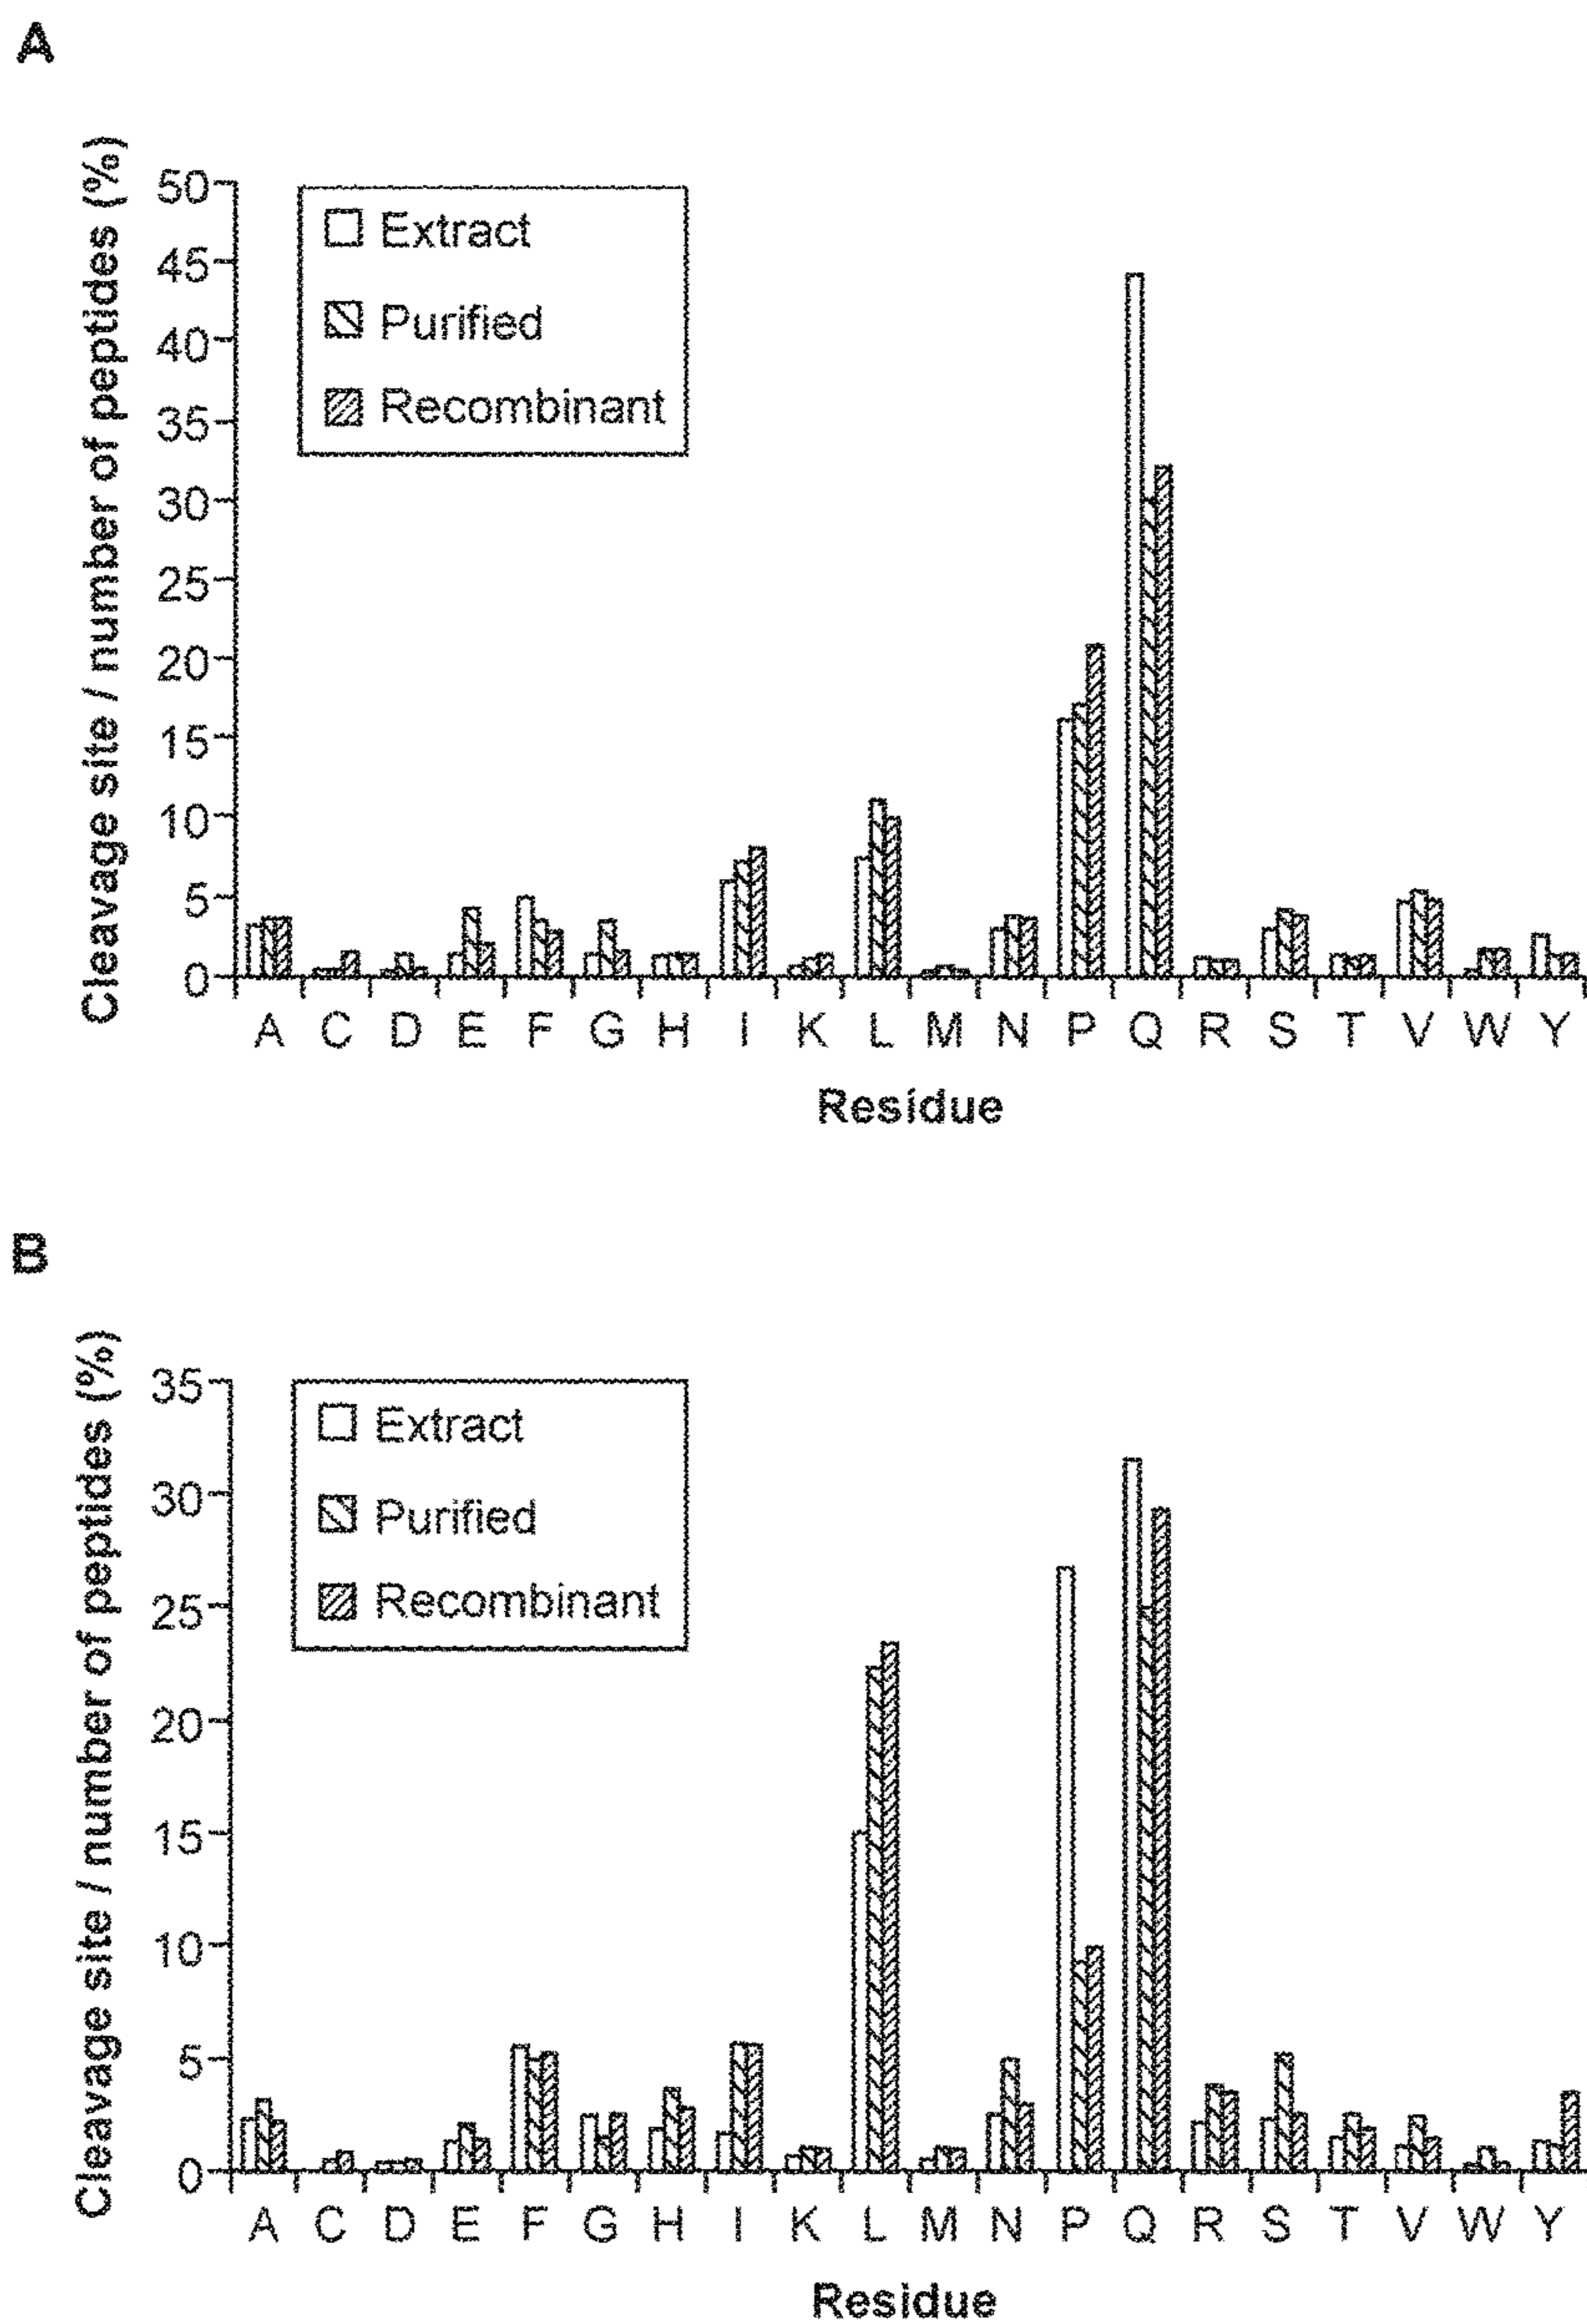 A
Cleavage site / number of peptides (%)
50
45
40
35
30
25
20
15
10
5
0
Extract
Purified
Recombinant
A C D E F G H I K L M N P Q R S T V W Y
Residue
B
Cleavage site / number of peptides (%)
35
30
25
20
15
10
5
0
Extract
Purified
Recombinant
A C D E F G H I K L M N P Q R S T V W Y
Residue